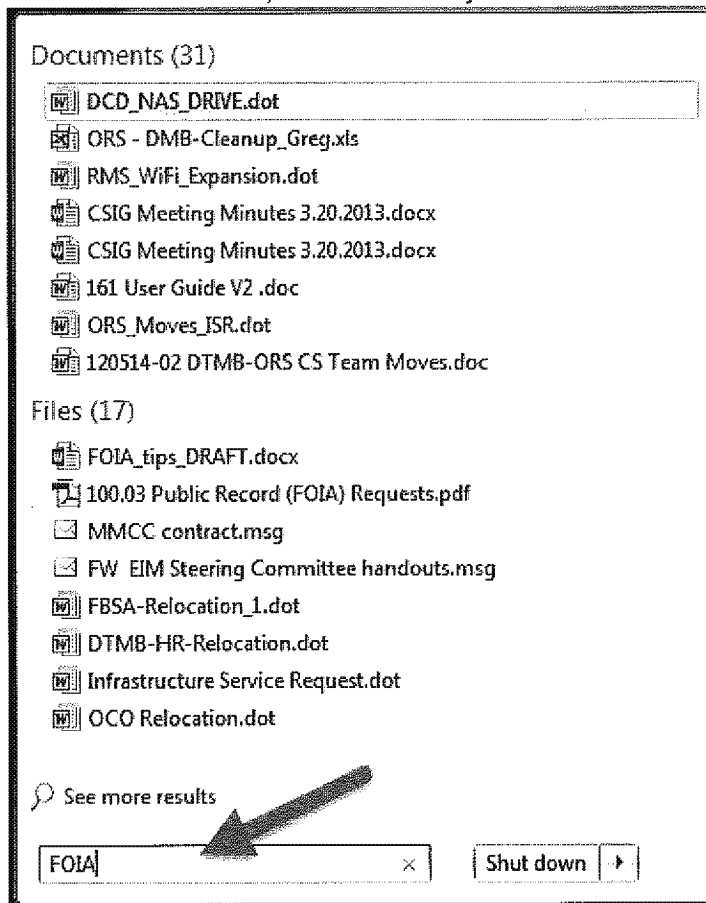 Documents (31)
DCD_NAS_DRIVE.dot
ORS - DMB-Cleanup_Greg.xls
RMS_WiFi_Expansion.dot
CSIG Meeting Minutes 3.20.2013.docx
CSIG Meeting Minutes 3.20.2013.docx
161 User Guide V2 .doc
ORS_Moves_ISR.dot
120514-02 DTMB-ORS CS Team Moves.doc
Files (17)
FOIA_tips_DRAFT.docx
100.03 Public Record (FOIA) Requests.pdf
MMCC contract.msg
FW EIM Steering Committee handouts.msg
FBSA-Relocation_1.dot
DTMB-HR-Relocation.dot
Infrastructure Service Request.dot
OCO Relocation.dot
See more results
FOIA × Shut down